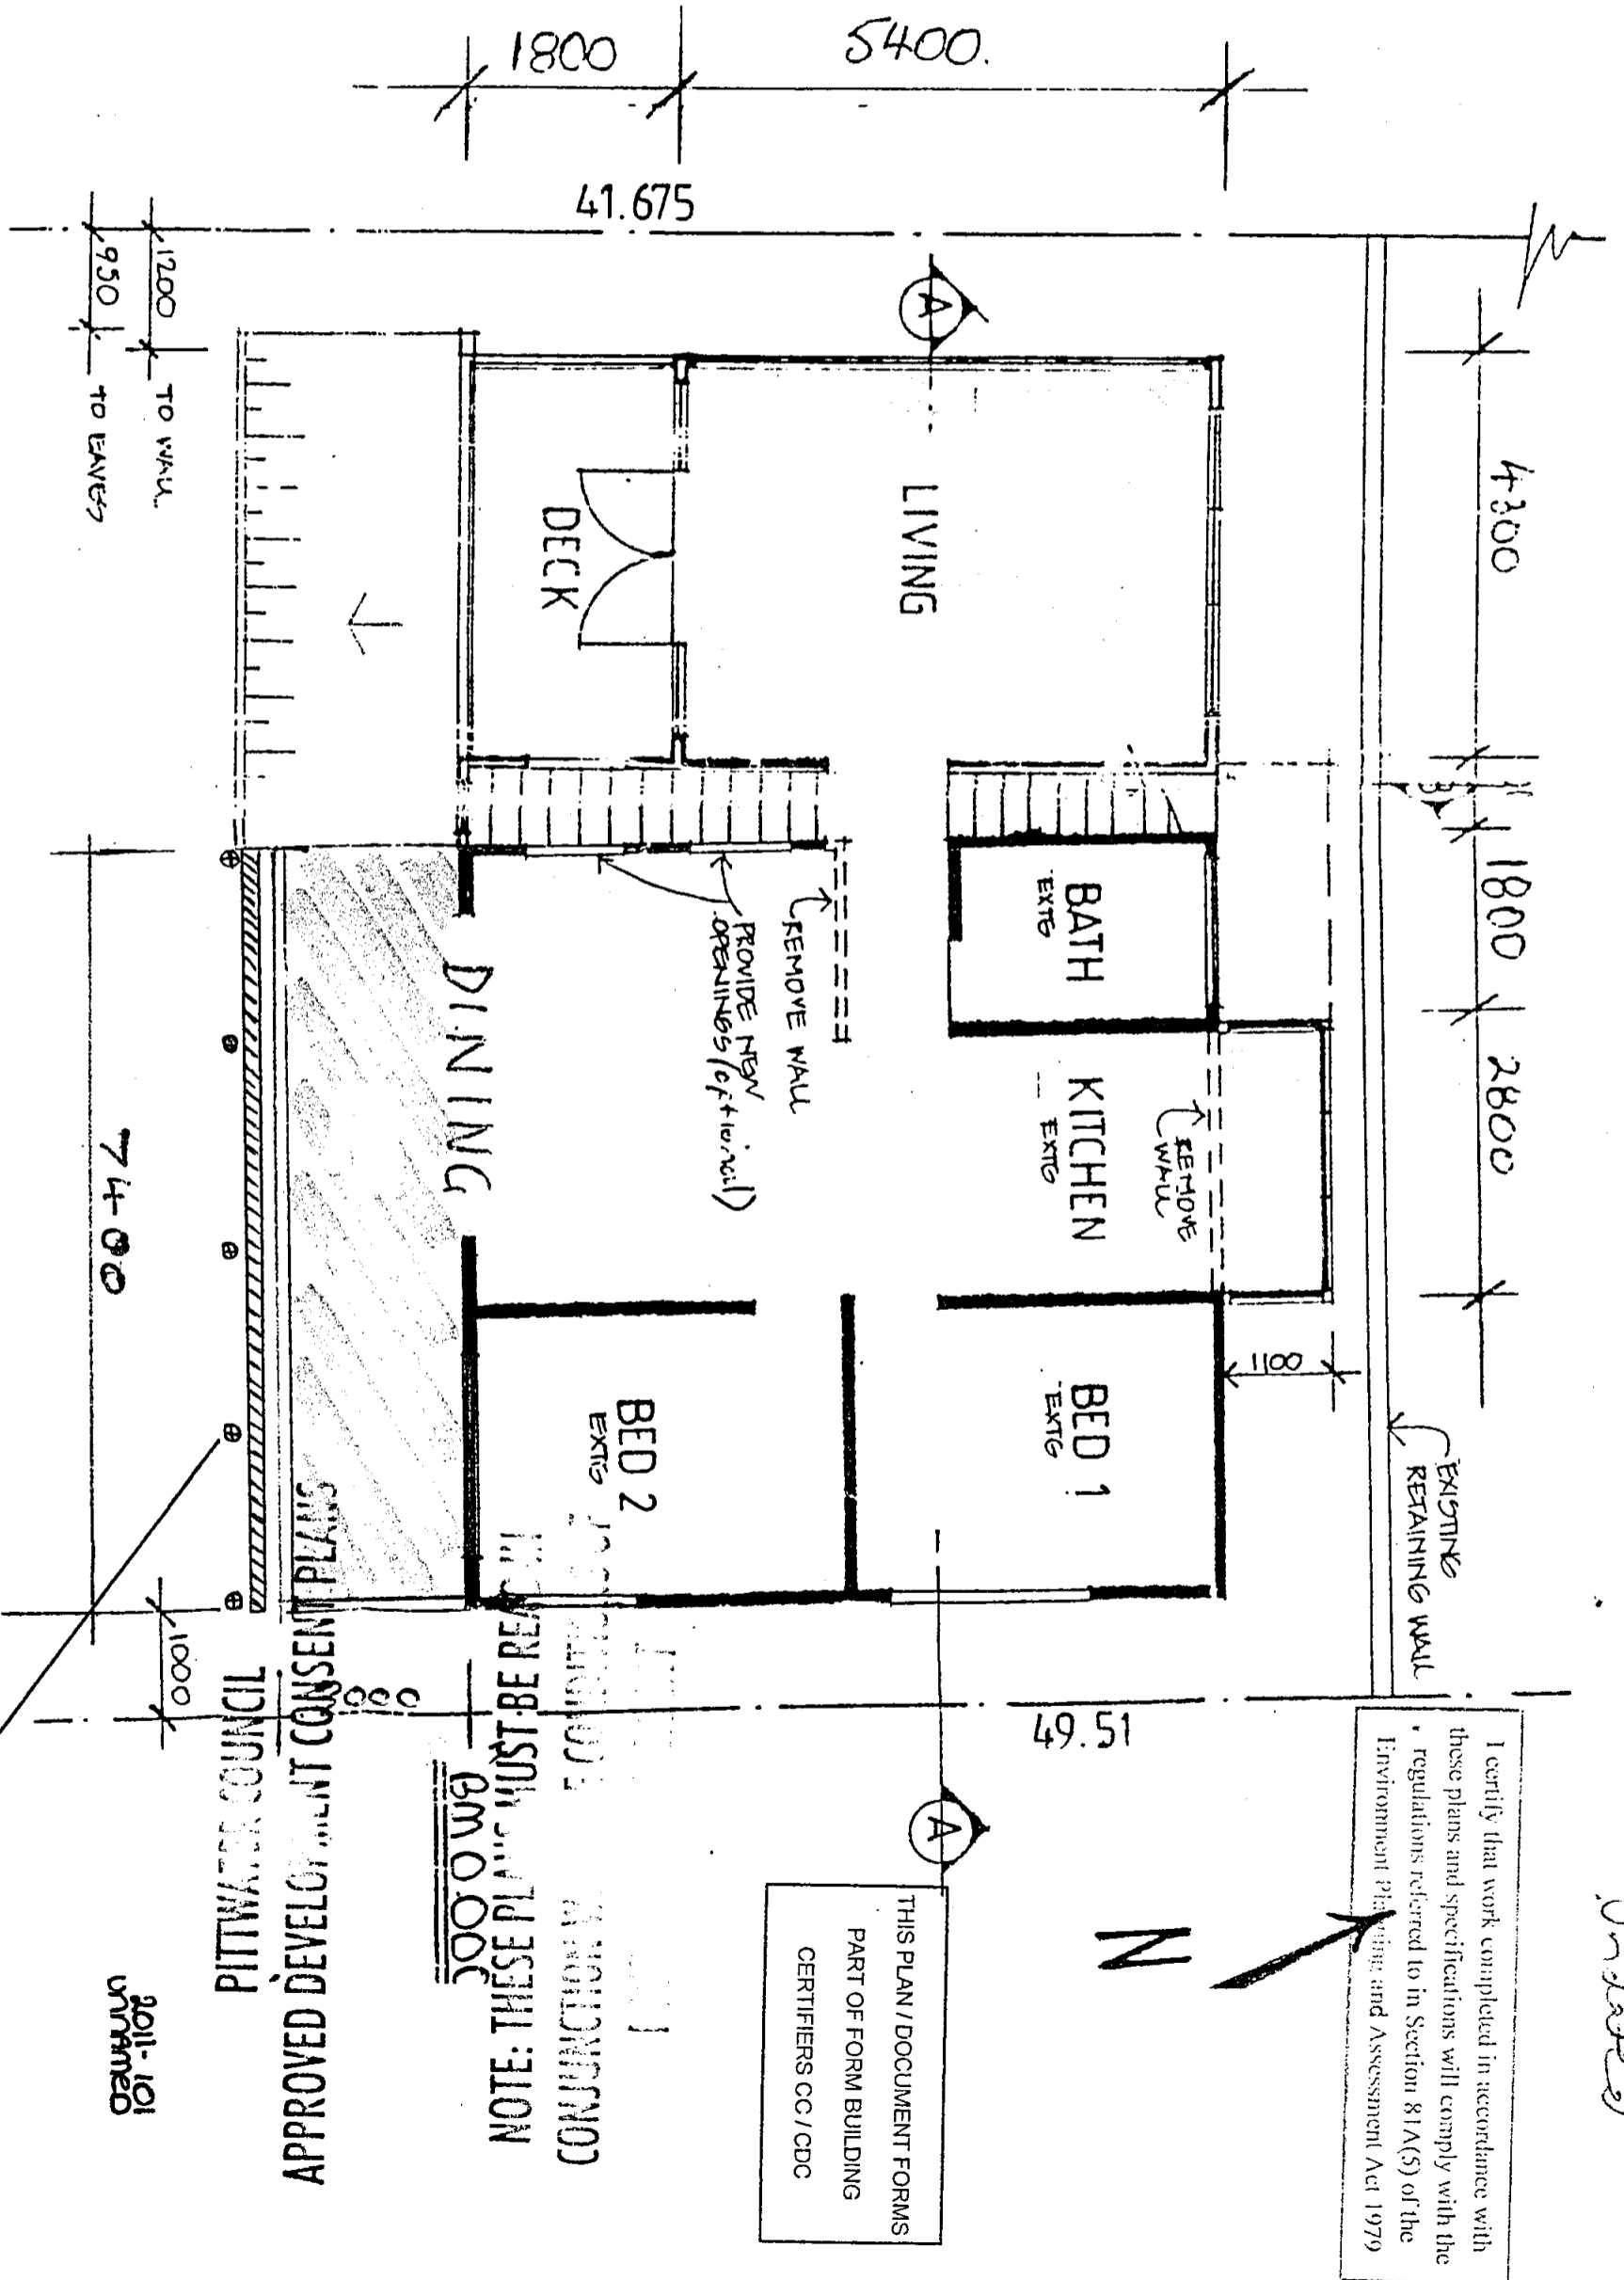 1800
5400.
41.675
1200
TO WALL
950
TO EAVES
A
4300
1800
2800
B
LIVING
DECK
BATH
EXTG
KITCHEN
EXTG
REMOVE
WALL
REMOVE WALL
PROVIDE NEW
OPENINGS (optional)
DINING
BED 1
EXTG
BED 2
EXTG
1100
EXISTING
RETAINING WALL
7400
1000
49.51
A
N
I certify that work completed in accordance with
these plans and specifications will comply with the
regulations referred to in Section 81A(5) of the
Environment Planning and Assessment Act 1979
THIS PLAN / DOCUMENT FORMS
PART OF FORM BUILDING
CERTIFIERS CC / CDC
PITTWATER COUNCIL
APPROVED DEVELOPMENT CONSENT PLANS
NOTE: THESE PLANS MUST BE READ IN
CONJUNCTION
2011-101
unnamed